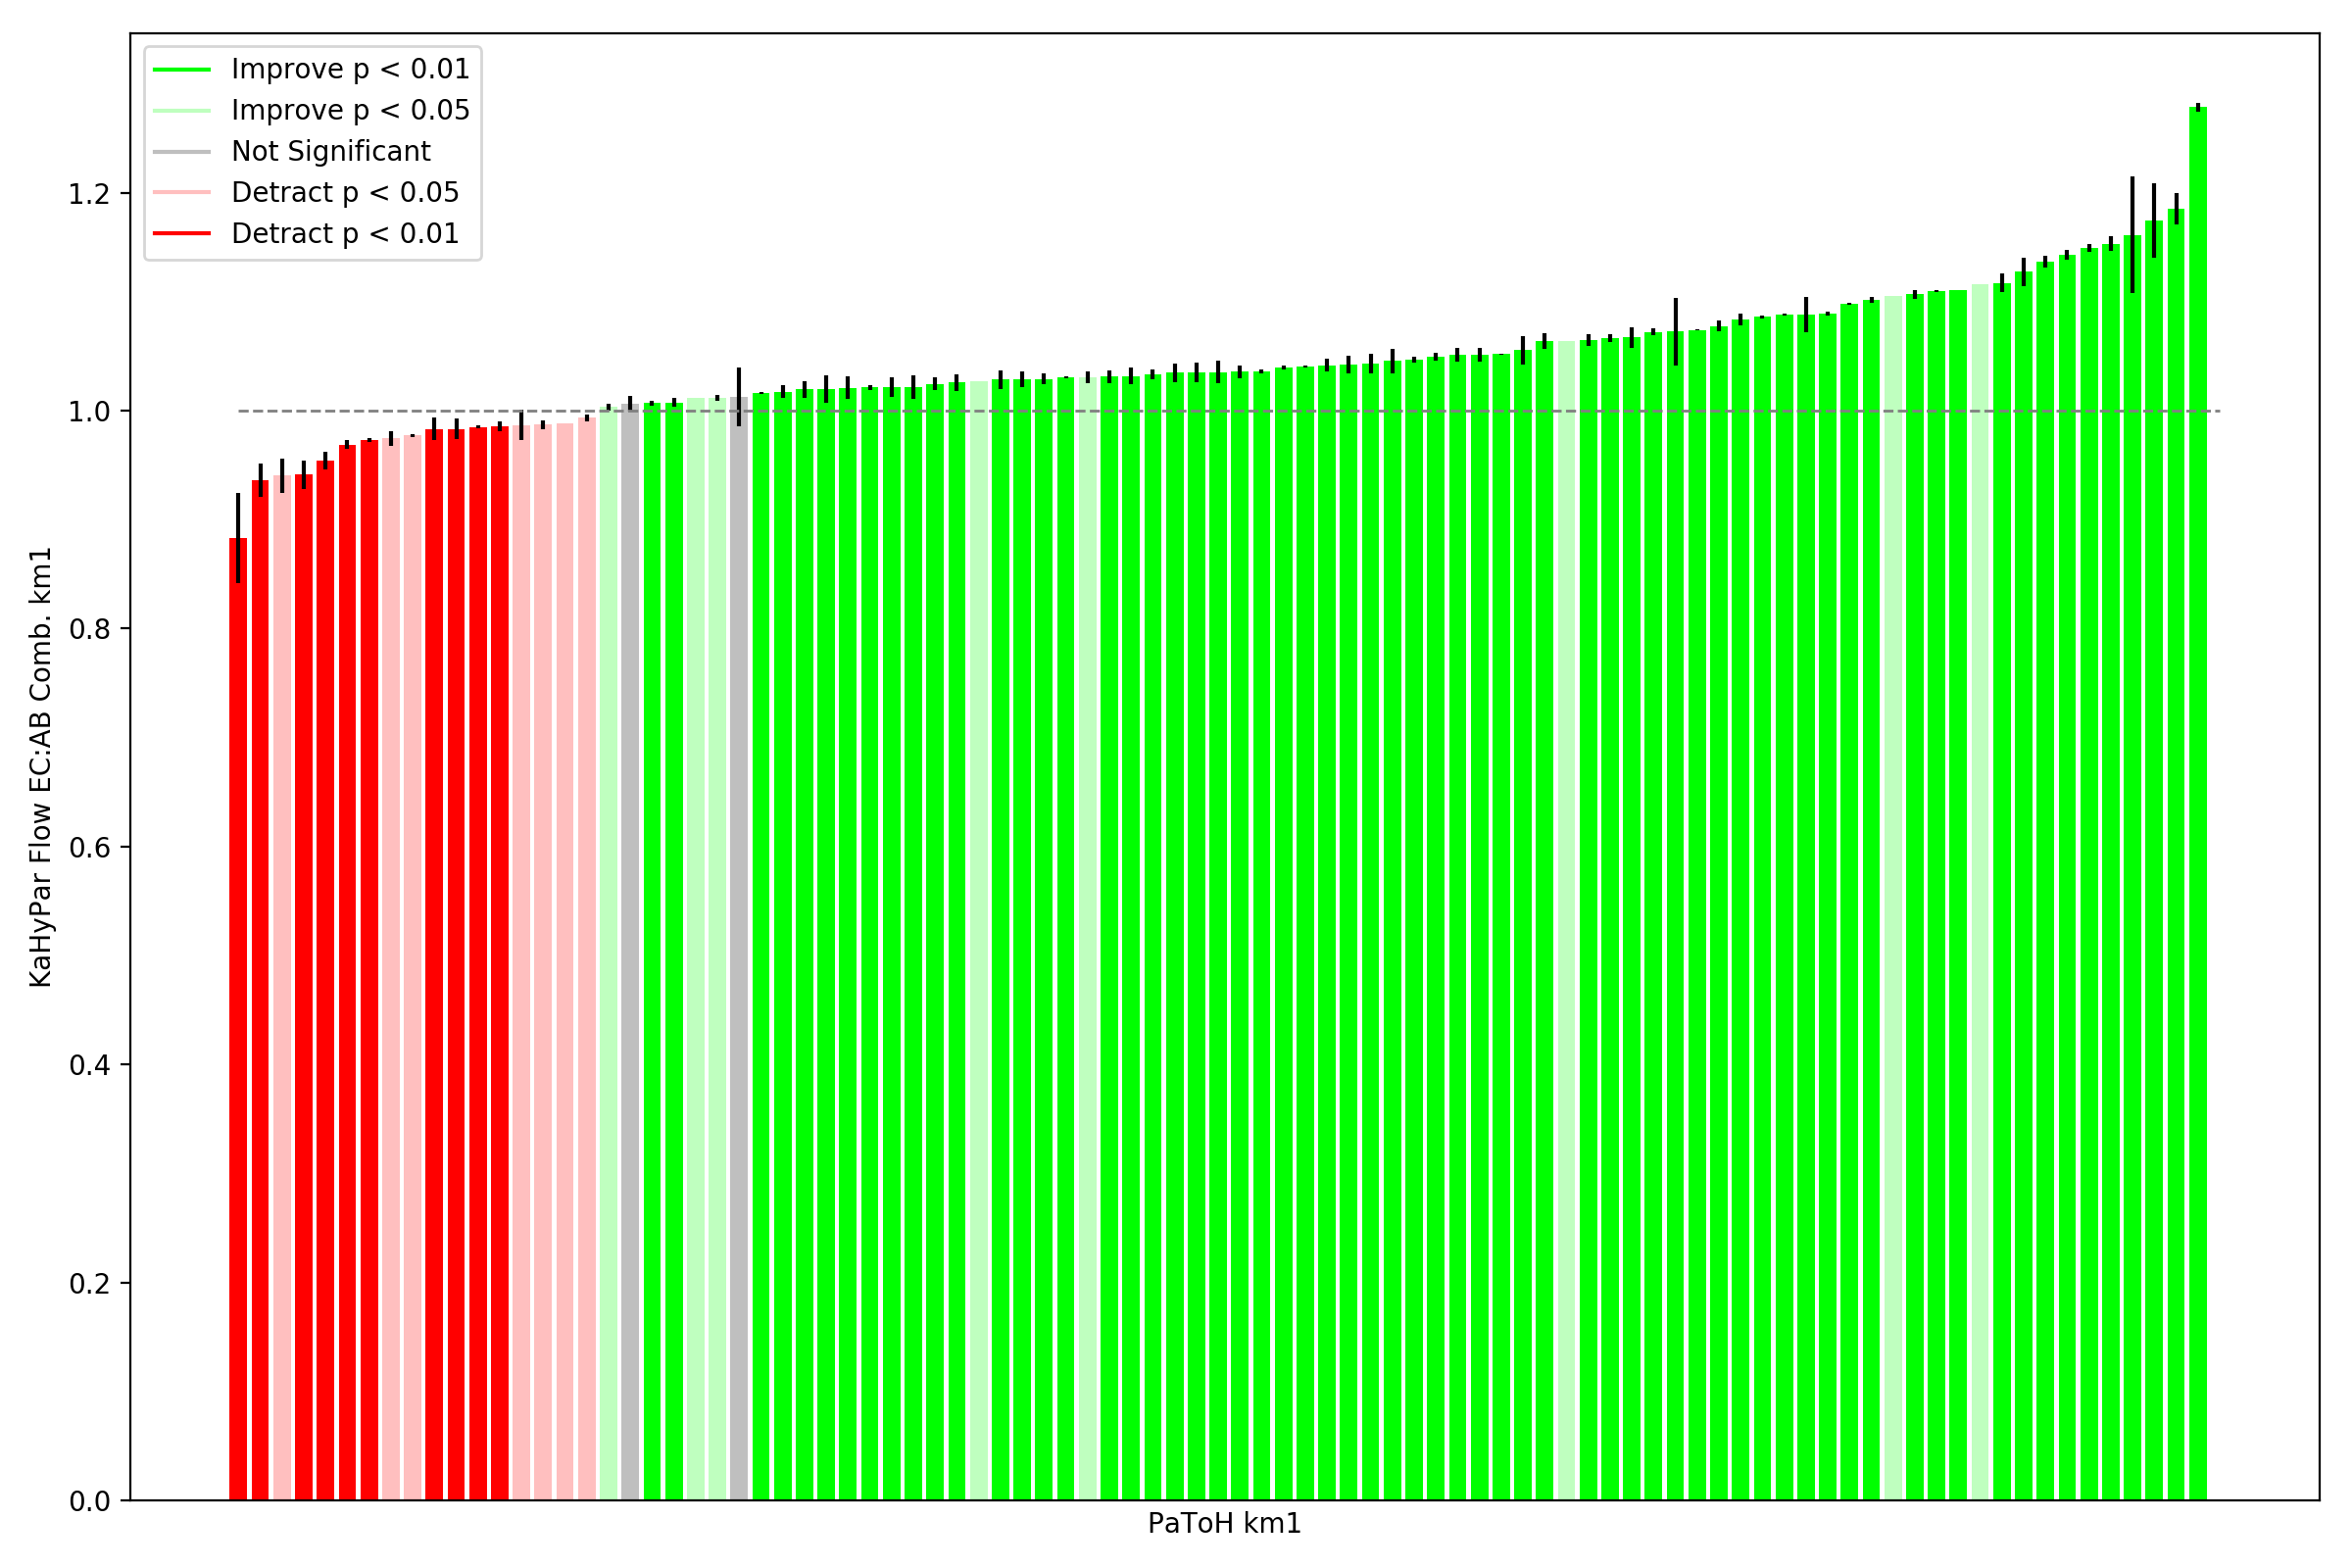 Improve p < 0.01
Improve p < 0.05
Not Significant
Detract p < 0.05
Detract p < 0.01
KaHyPar Flow EC:AB Comb. km1
1.2
1.0
0.8
0.6
0.4
0.2
0.0
PaToH km1